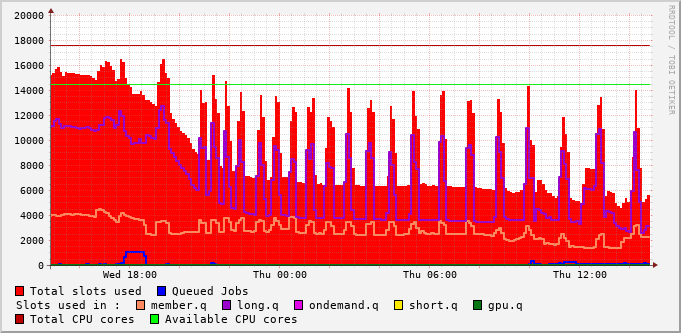 20000
18000
16000
14000
12000
10000
8000
6000
4000
2000
0
Wed 18:00 Thu 00:00 Thu 06:00 Thu 12:00
RRDTOOL / TOBI OETIKER
Total slots used Queued Jobs
Slots used in : member.q long.q ondemand.q short.q gpu.q
Total CPU cores Available CPU cores